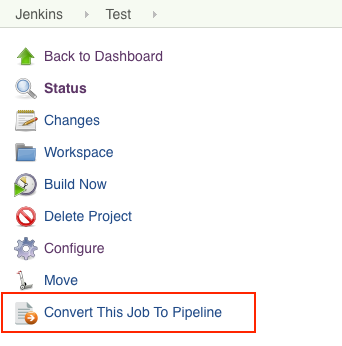 Jenkins Test
Back to Dashboard
Status
Changes
Workspace
Build Now
Delete Project
Configure
Move
Convert This Job To Pipeline